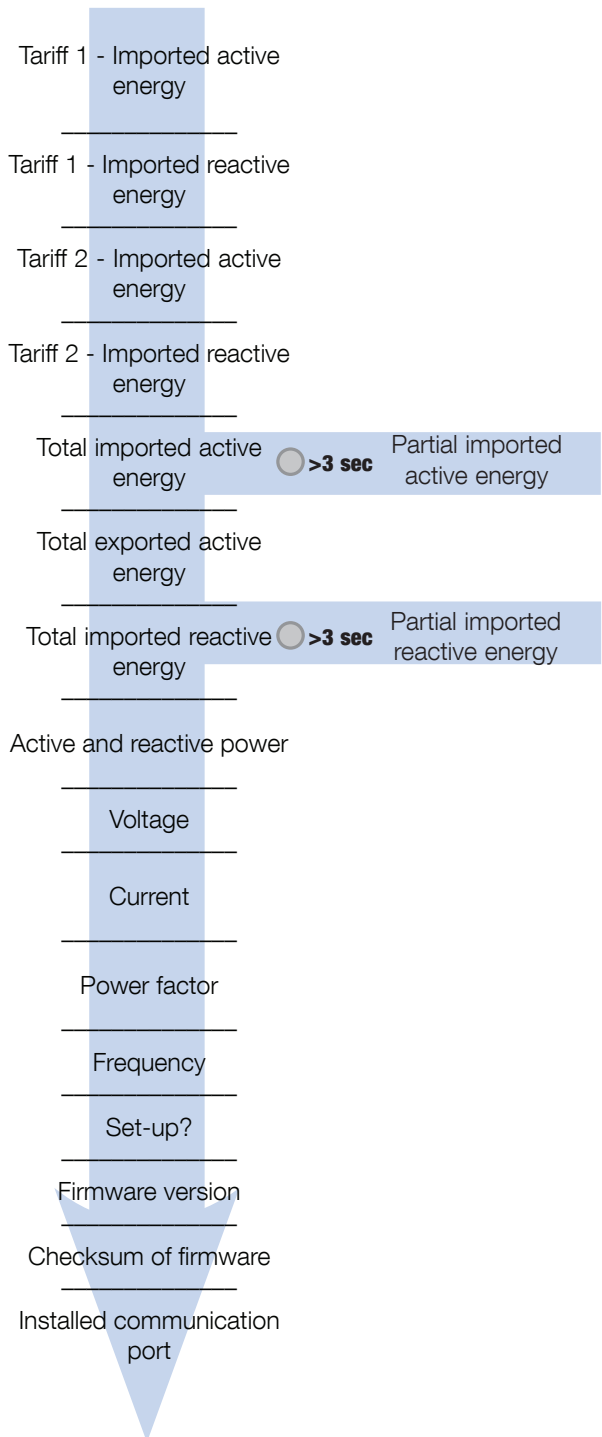 Tariff 1 - Imported active
energy
Tariff 1 - Imported reactive
energy
Tariff 2 - Imported active
energy
Tariff 2 - Imported reactive
energy
Total imported active
energy
>3 sec
Partial imported
active energy
Total exported active
energy
Total imported reactive
energy
>3 sec
Partial imported
reactive energy
Active and reactive power
Voltage
Current
Power factor
Frequency
Set-up?
Firmware version
Checksum of firmware
Installed communication
port